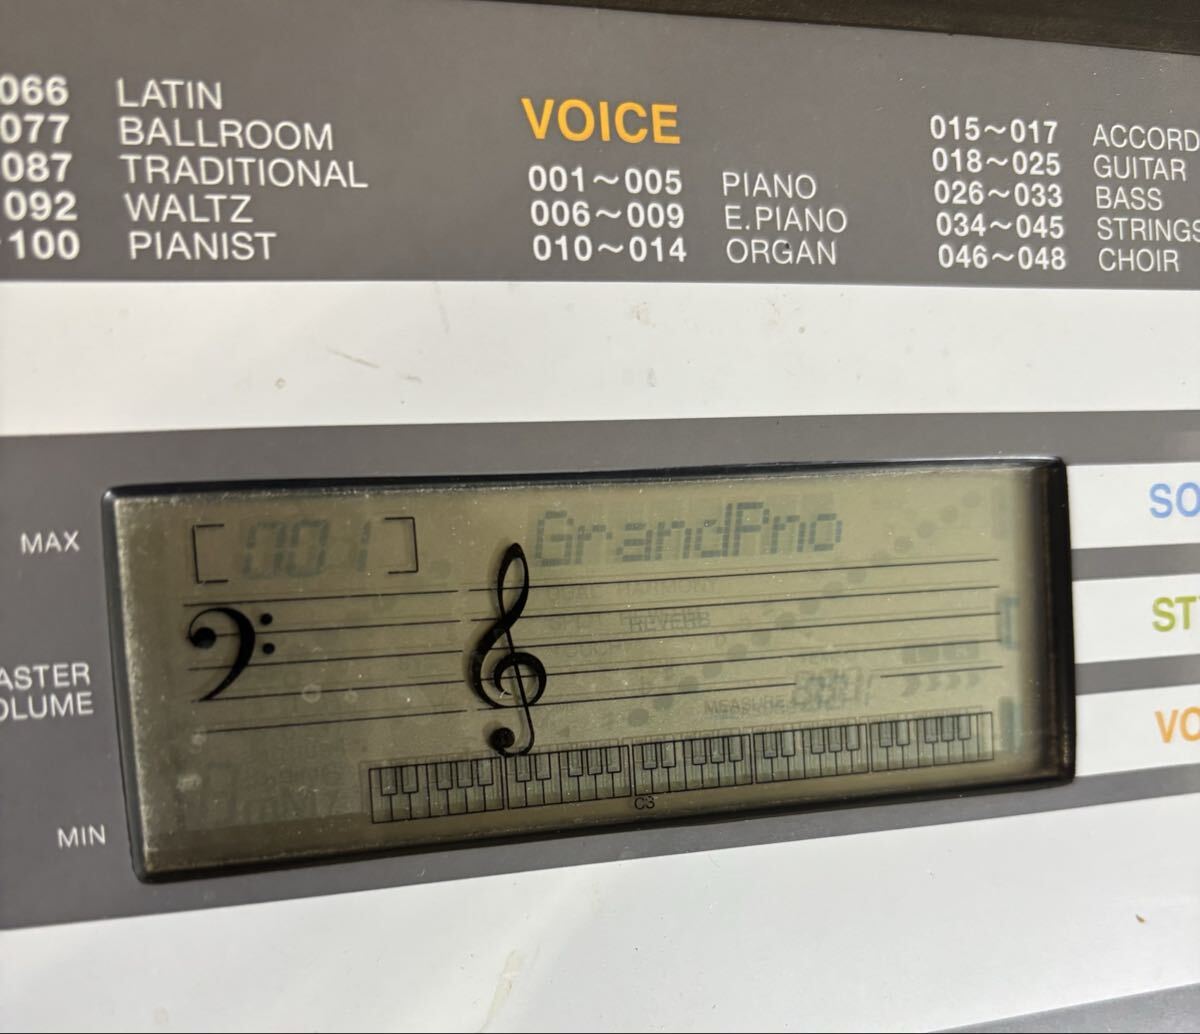 066 LATIN
077 BALLROOM
087 TRADITIONAL
092 WALTZ
100 PIANIST
VOICE
001~005 PIANO
006~009 E.PIANO
010~014 ORGAN
015~017 ACCORD
018~025 GUITAR
026~033 BASS
034~045 STRINGS
046~048 CHOIR
MAX
ASTER
OLUME
MIN
001 GrandPno
HARMONY
REVERB
MEASURE 001
C3
SO
ST
VO